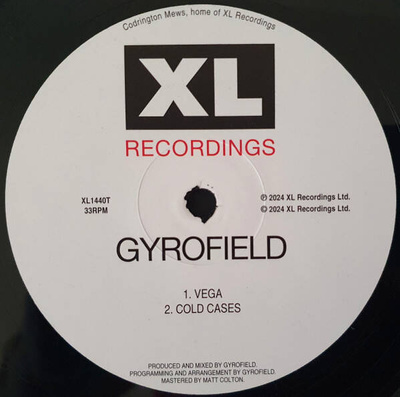 Codrington Mews, home of XL Recordings
XL
RECORDINGS
XL1440T
33RPM
℗ 2024 XL Recordings Ltd.
© 2024 XL Recordings Ltd.
GYROFIELD
1. VEGA
2. COLD CASES
PRODUCED AND MIXED BY GYROFIELD.
PROGRAMMING AND ARRANGEMENT BY GYROFIELD.
MASTERED BY MATT COLTON.